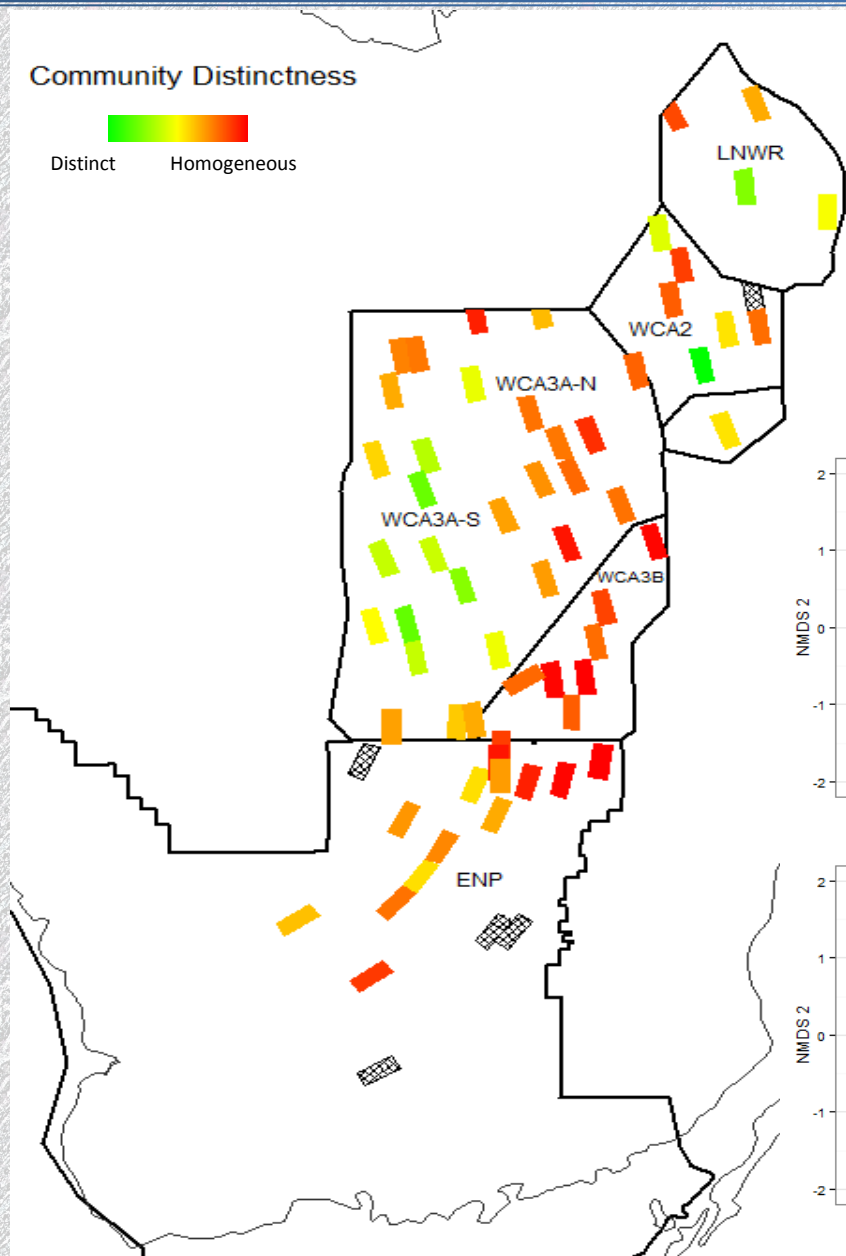 Community Distinctness
Distinct Homogeneous
LNWR
WCA2
WCA3A-N
WCA3A-S
WCA3B
ENP
2
1
0
-1
-2
NMDS 2
2
1
0
-1
-2
NMDS 2